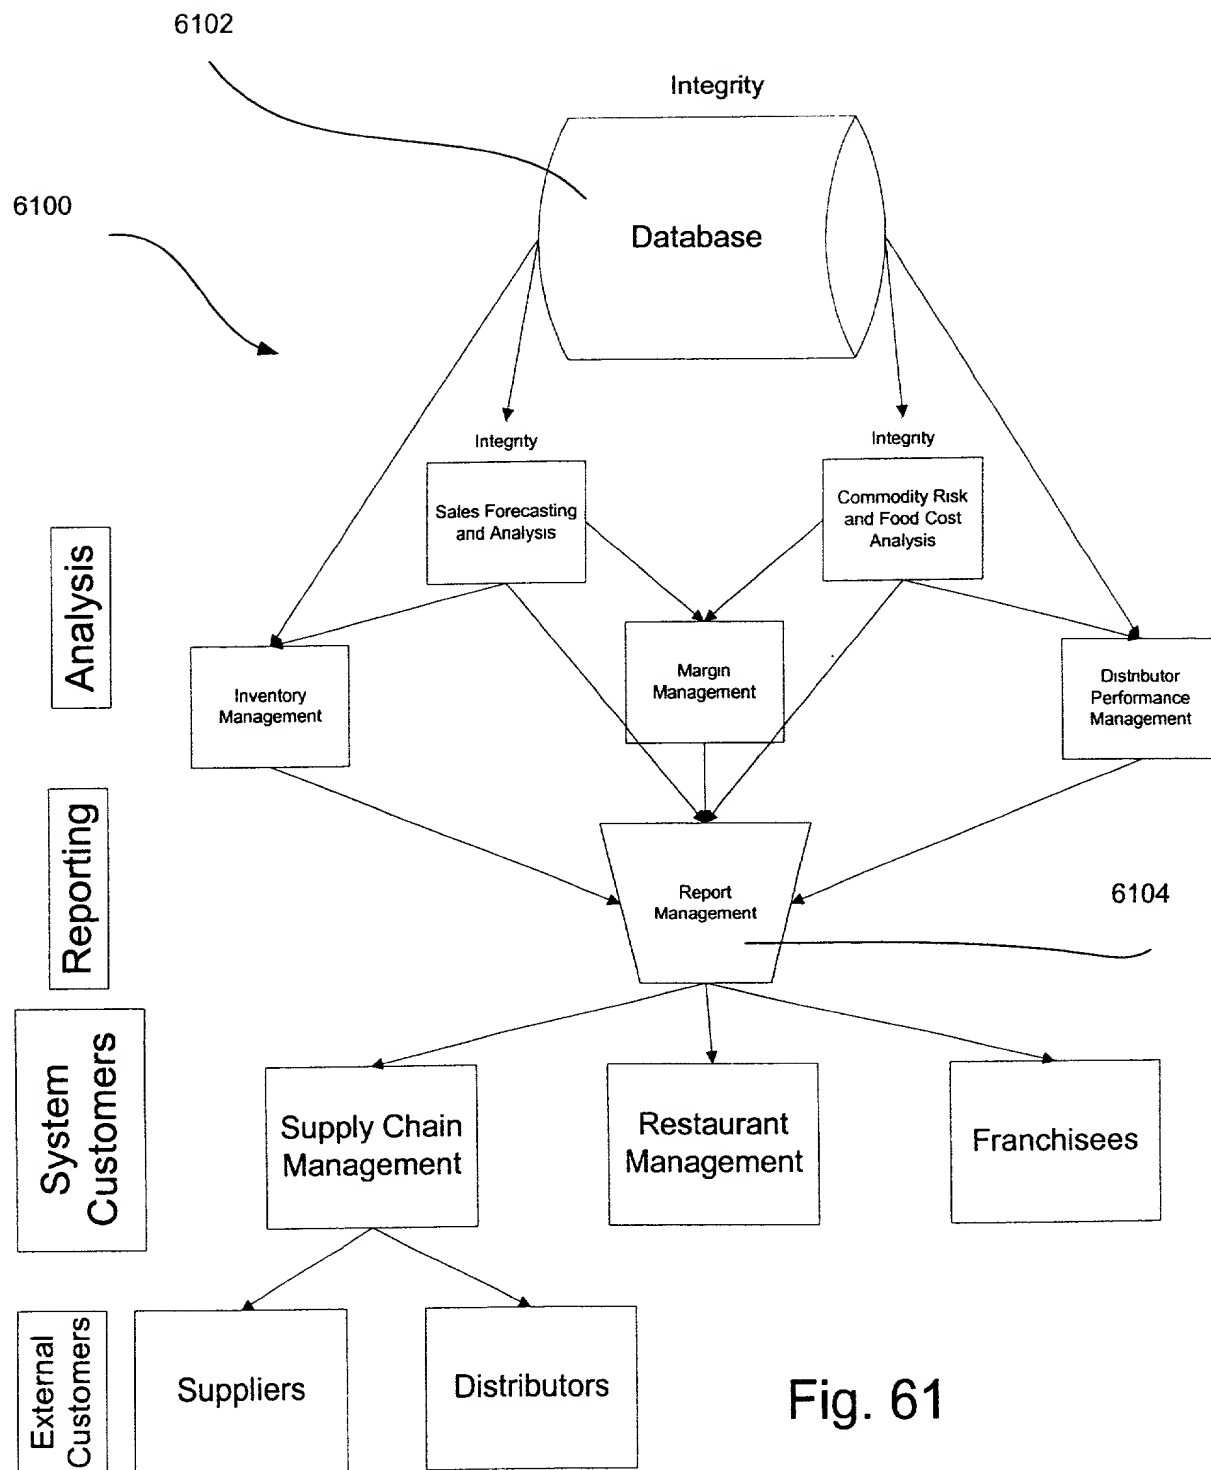 6102
Integrity
6100
Database
Integrity
Integrity
Sales Forecasting
and Analysis
Commodity Risk
and Food Cost
Analysis
Analysis
Inventory
Management
Margin
Management
Distributor
Performance
Management
Reporting
Report
Management
6104
System
Customers
Supply Chain
Management
Restaurant
Management
Franchisees
External
Customers
Suppliers
Distributors
Fig. 61